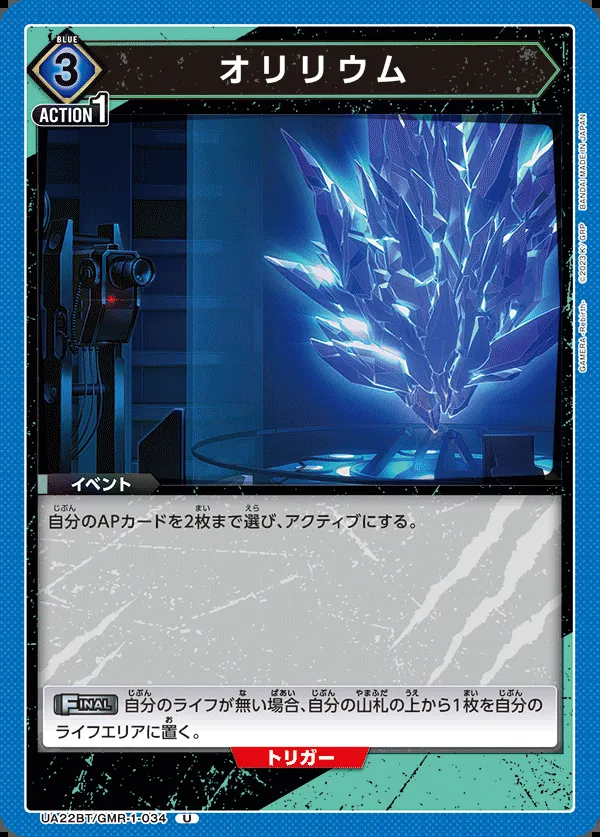 BLUE
3
オリリウム
ACTION 1
GAMERA -Rebirth- ©2023 K/ GRP BANDAI MADE IN JAPAN
イベント
自分のAPカードを2枚まで選び、アクティブにする。
FINAL 自分のライフが無い場合、自分の山札の上から1枚を自分の
ライフエリアに置く。
トリガー
UA22BT/GMR-1-034 U